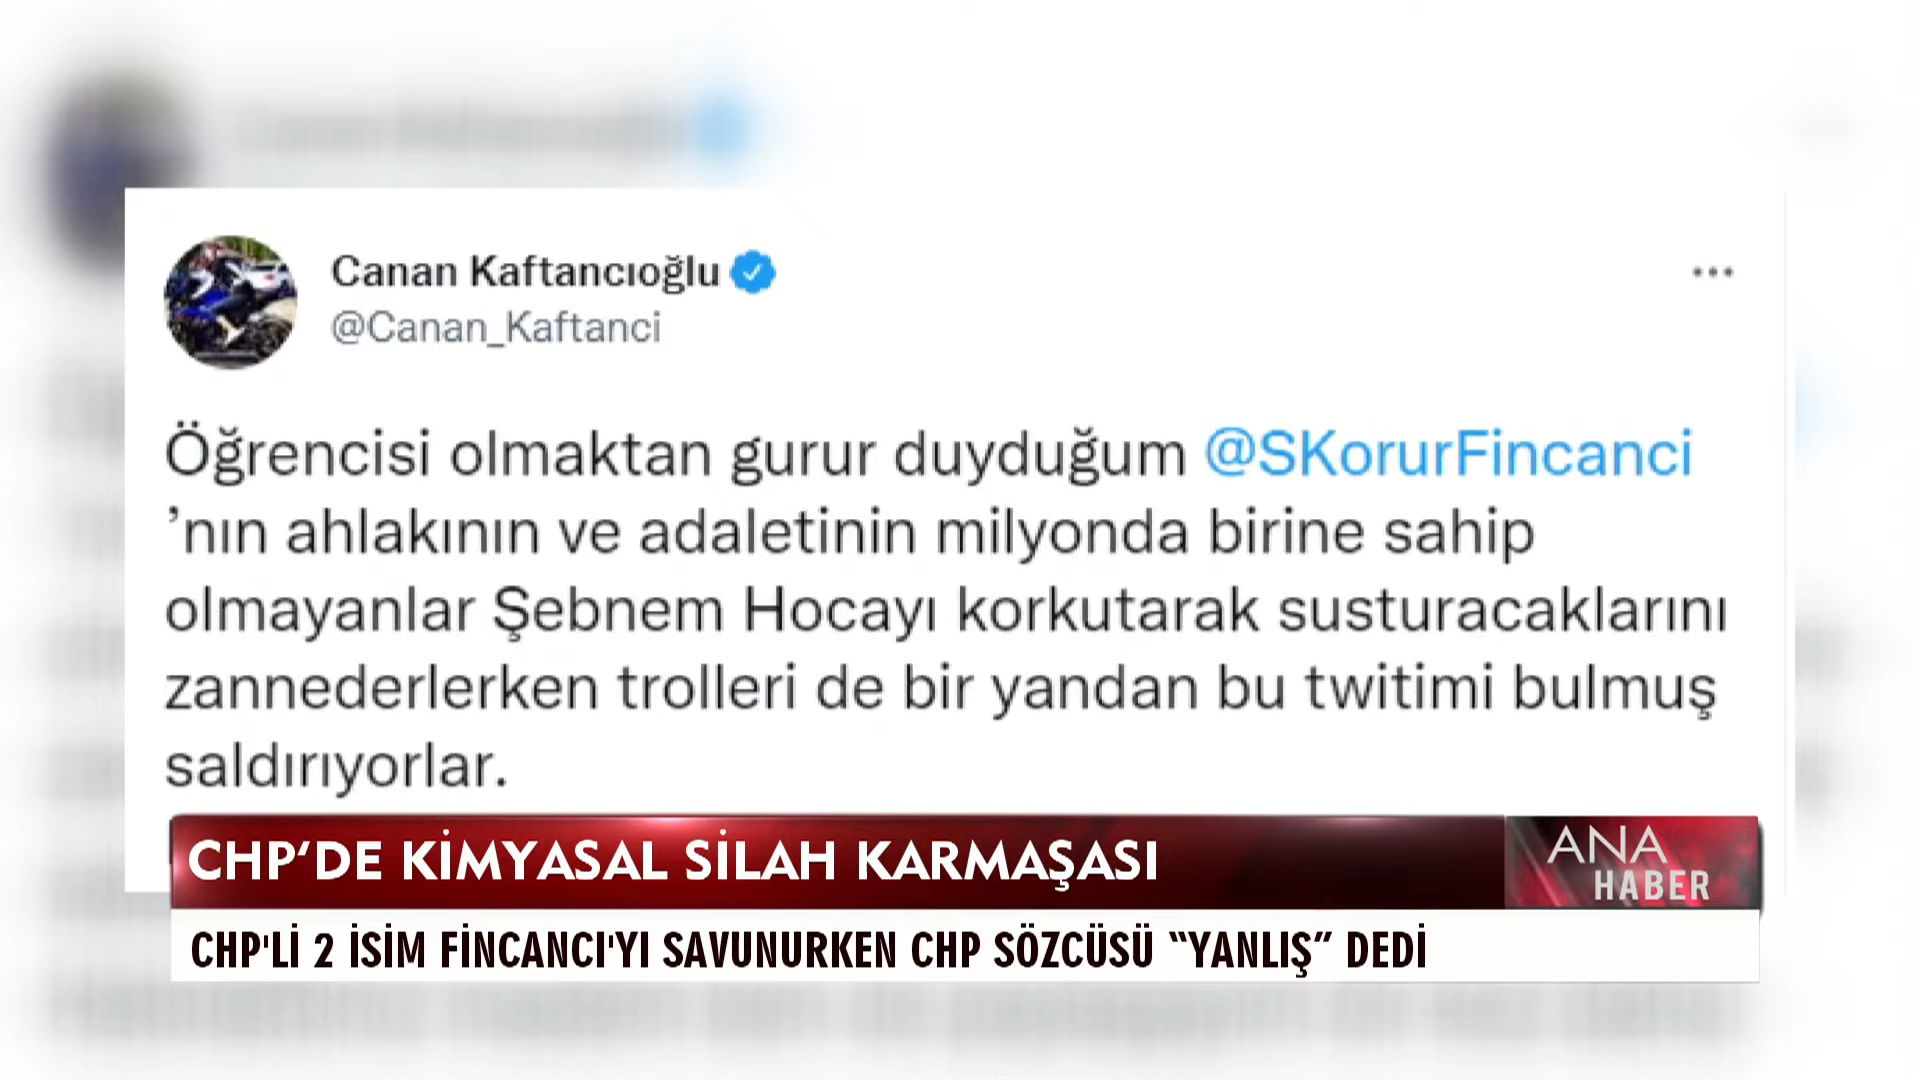 Canan Kaftancıoğlu
@Canan_Kaftanci
Öğrencisi olmaktan gurur duyduğum @SKorurFincanci
’nın ahlakının ve adaletinin milyonda birine sahip
olmayanlar Şebnem Hocayı korkutarak susturacaklarını
zannederlerken trolleri de bir yandan bu twitimi bulmuş
saldırıyorlar.
CHP’DE KİMYASAL SİLAH KARMAŞASI
ANA
HABER
CHP'Lİ 2 İSİM FİNCANCI'YI SAVUNURKEN CHP SÖZCÜSÜ “YANLIŞ” DEDİ